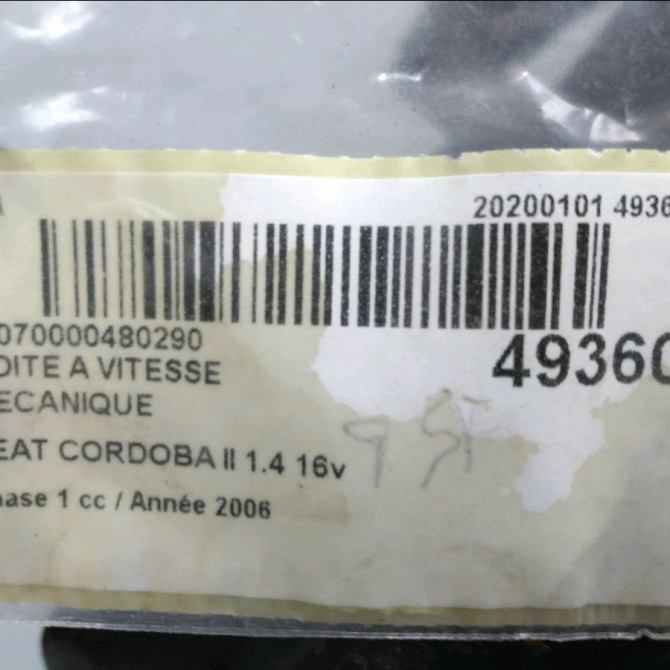 20200101 4936
070000480290
49360
OITE A VITESSE
ECANIQUE
EAT CORDOBA II 1.4 16v
hase 1 cc / Année 2006